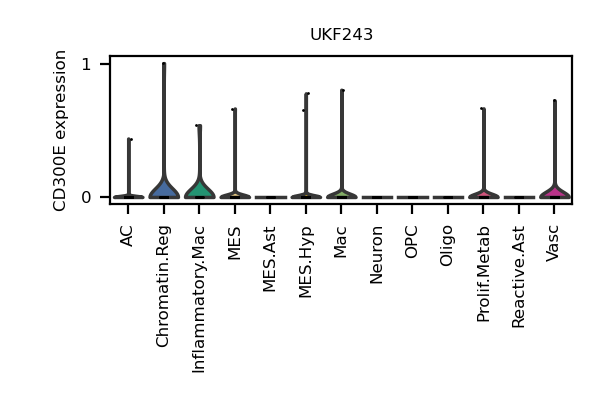 UKF243
CD300E expression
1
0
AC
Chromatin.Reg
Inflammatory.Mac
MES
MES.Ast
MES.Hyp
Mac
Neuron
OPC
Oligo
Prolif.Metab
Reactive.Ast
Vasc